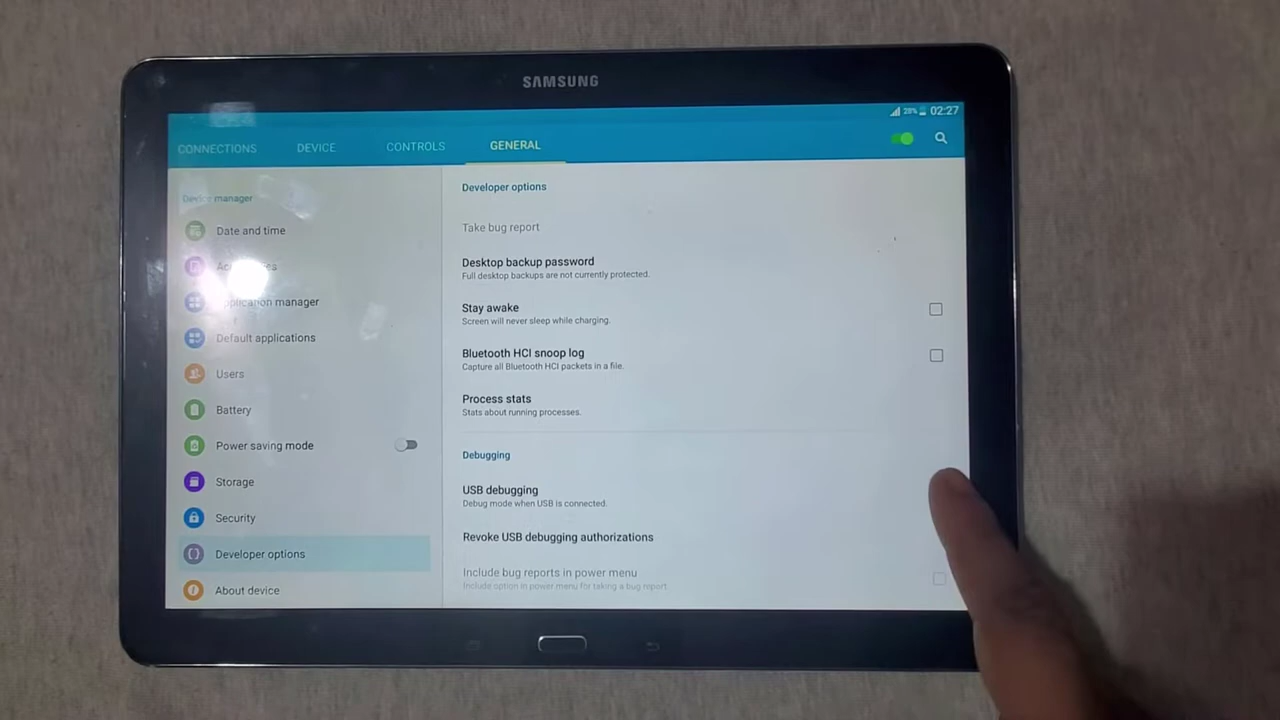 SAMSUNG
28% 02:27
CONNECTIONS DEVICE CONTROLS GENERAL
Device manager
Date and time
Application manager
Default applications
Users
Battery
Power saving mode
Storage
Security
Developer options
About device
Developer options
Take bug report
Desktop backup password
Full desktop backups are not currently protected.
Stay awake
Screen will never sleep while charging.
Bluetooth HCI snoop log
Capture all Bluetooth HCI packets in a file.
Process stats
Stats about running processes.
Debugging
USB debugging
Debug mode when USB is connected.
Revoke USB debugging authorizations
Include bug reports in power menu
Include option in power menu for taking a bug report.